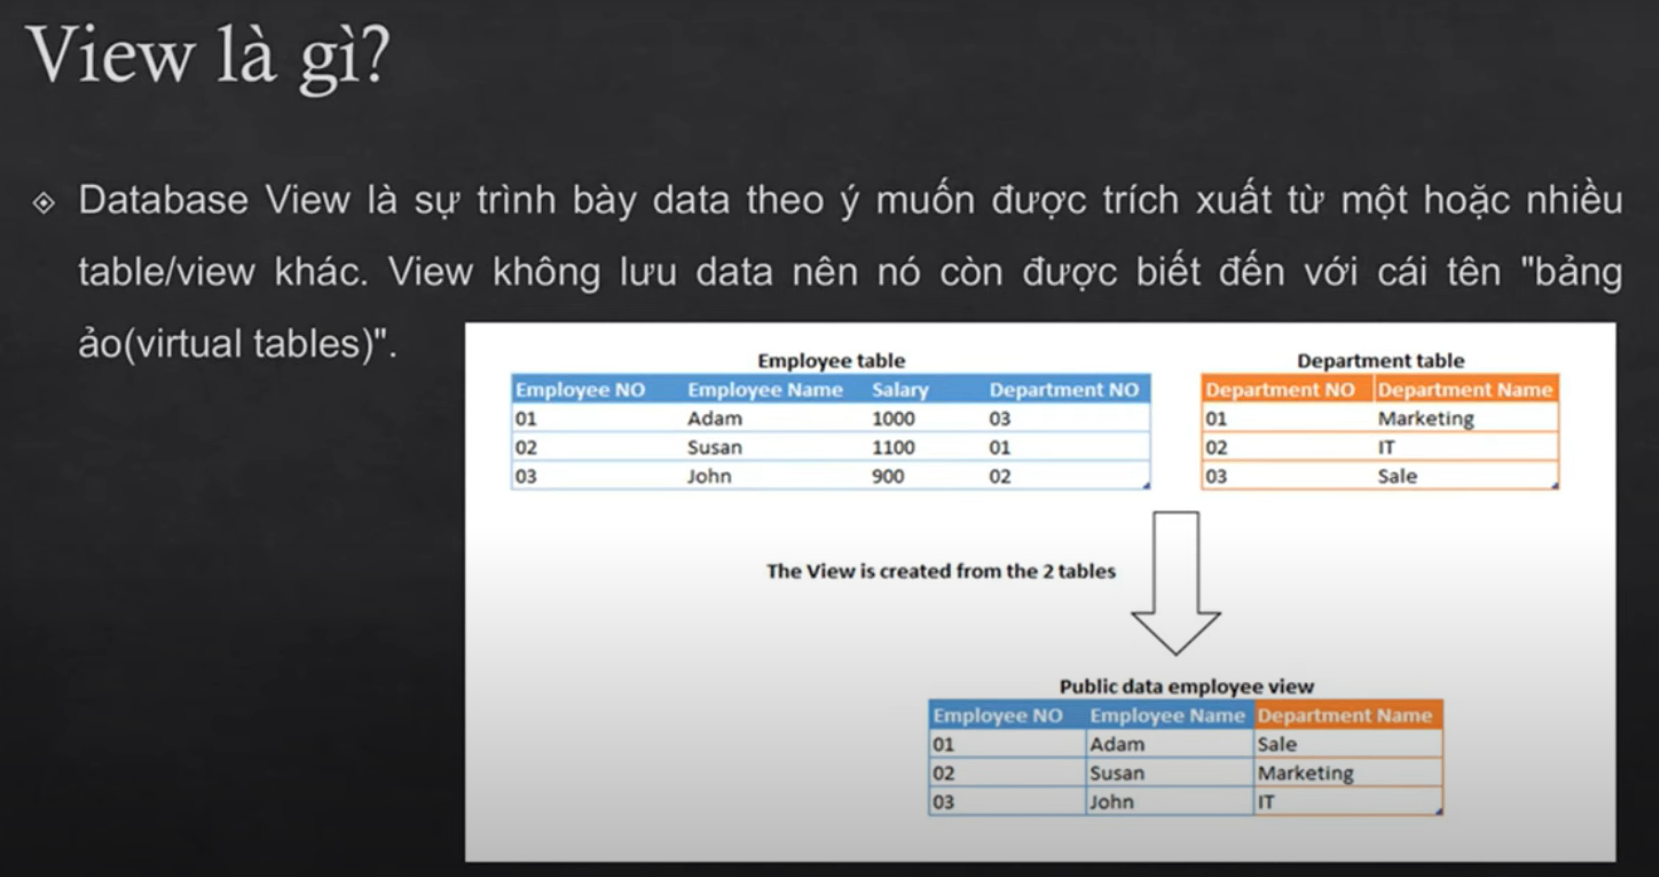 View là gì?
Database View là sự trình bày data theo ý muốn được trích xuất từ một hoặc nhiều
table/view khác. View không lưu data nên nó còn được biết đến với cái tên "bảng
ảo(virtual tables)".
Employee table
Employee NO Employee Name Salary Department NO
01 Adam 1000 03
02 Susan 1100 01
03 John 900 02
Department table
Department NO Department Name
01 Marketing
02 IT
03 Sale
The View is created from the 2 tables
Public data employee view
Employee NO Employee Name Department Name
01 Adam Sale
02 Susan Marketing
03 John IT